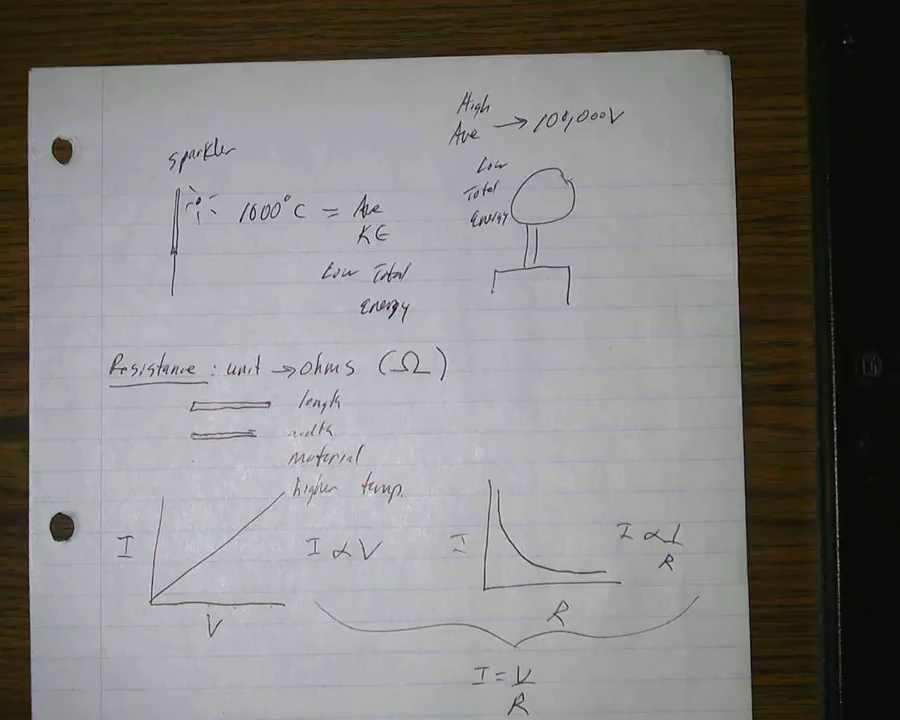 High
Ave → 100,000V
sparkler
Low
Total
Energy
1000°C = Ave
KE
Low Total
Energy
Resistance: unit → ohms (Ω)
length
width
material
higher temp.
I
V
I ∝ V
I
R
I ∝ 1/R
I = V/R